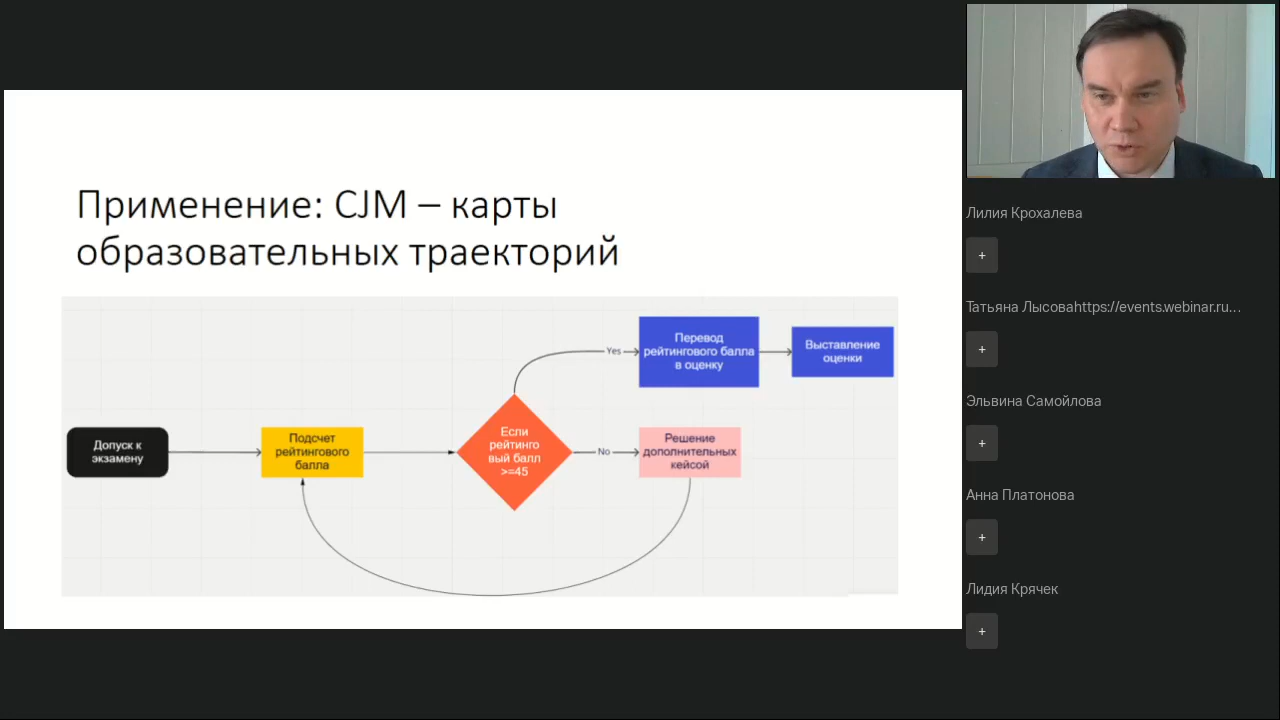 Применение: CJM – карты
образовательных траекторий
Допуск к
экзамену
Подсчет
рейтингового
балла
Если
рейтинго
вый балл
>=45
Yes
Перевод
рейтингового балла
в оценку
Выставление
оценки
No
Решение
дополнительных
кейсой
Лилия Крохалева
+
Татьяна Лысоваhttps://events.webinar.ru...
+
Эльвина Самойлова
+
Анна Платонова
+
Лидия Крячек
+